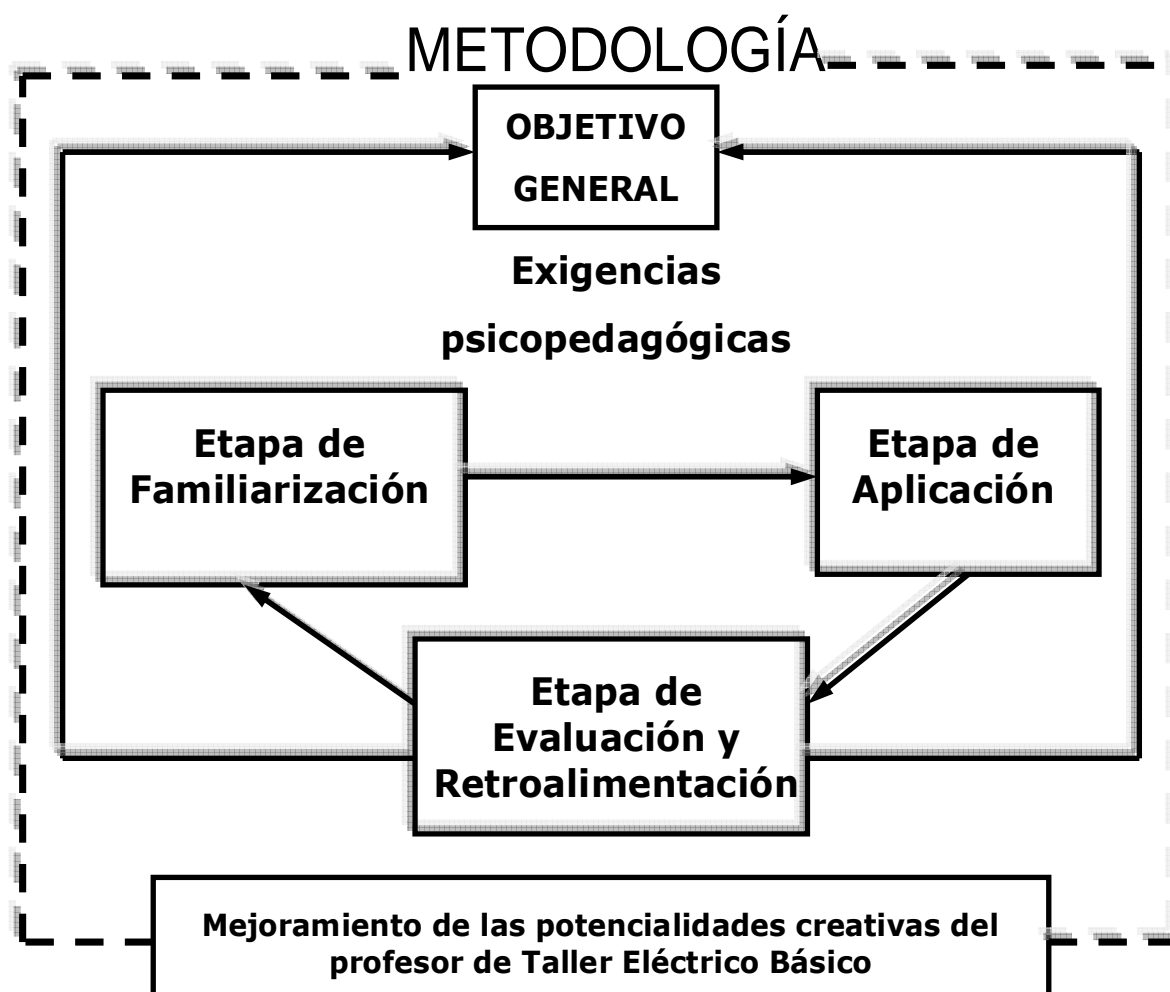 METODOLOGÍA
OBJETIVO
GENERAL
Exigencias
psicopedagógicas
Etapa de
Familiarización
Etapa de
Aplicación
Etapa de
Evaluación y
Retroalimentación
Mejoramiento de las potencialidades creativas del
profesor de Taller Eléctrico Básico